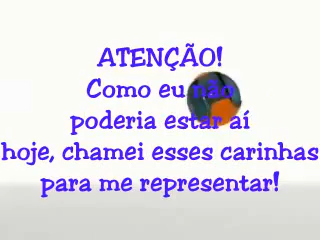 ATENÇÃO!
Como eu não
poderia estar aí
hoje, chamei esses carinhas
para me representar!